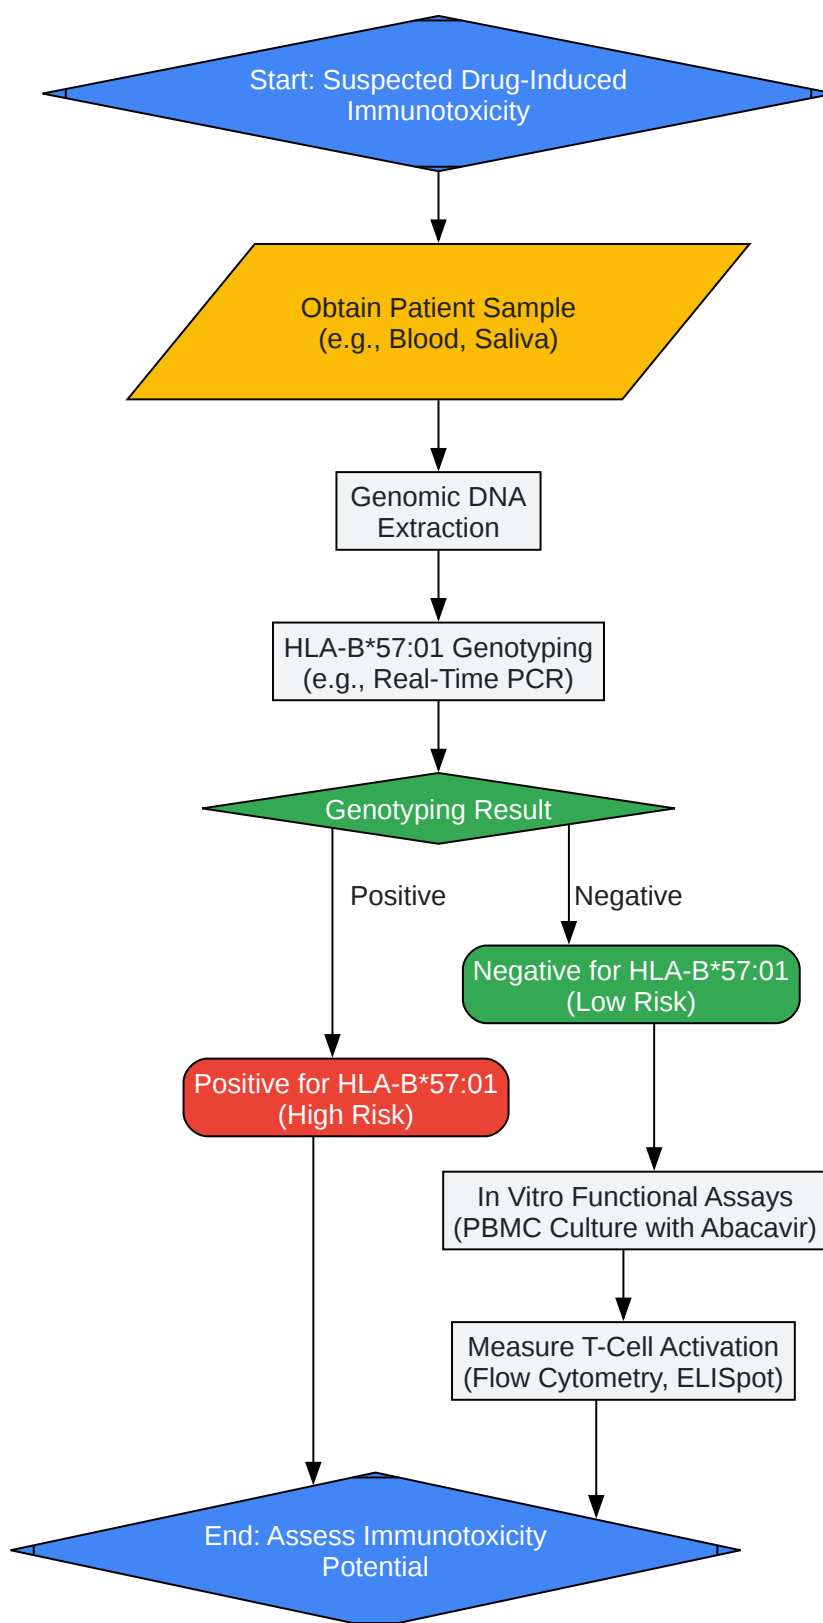 Start: Suspected Drug-Induced
Immunotoxicity
Obtain Patient Sample
(e.g., Blood, Saliva)
Genomic DNA
Extraction
HLA-B*57:01 Genotyping
(e.g., Real-Time PCR)
Genotyping Result
Positive
Negative
Negative for HLA-B*57:01
(Low Risk)
Positive for HLA-B*57:01
(High Risk)
In Vitro Functional Assays
(PBMC Culture with Abacavir)
Measure T-Cell Activation
(Flow Cytometry, ELISpot)
End: Assess Immunotoxicity
Potential